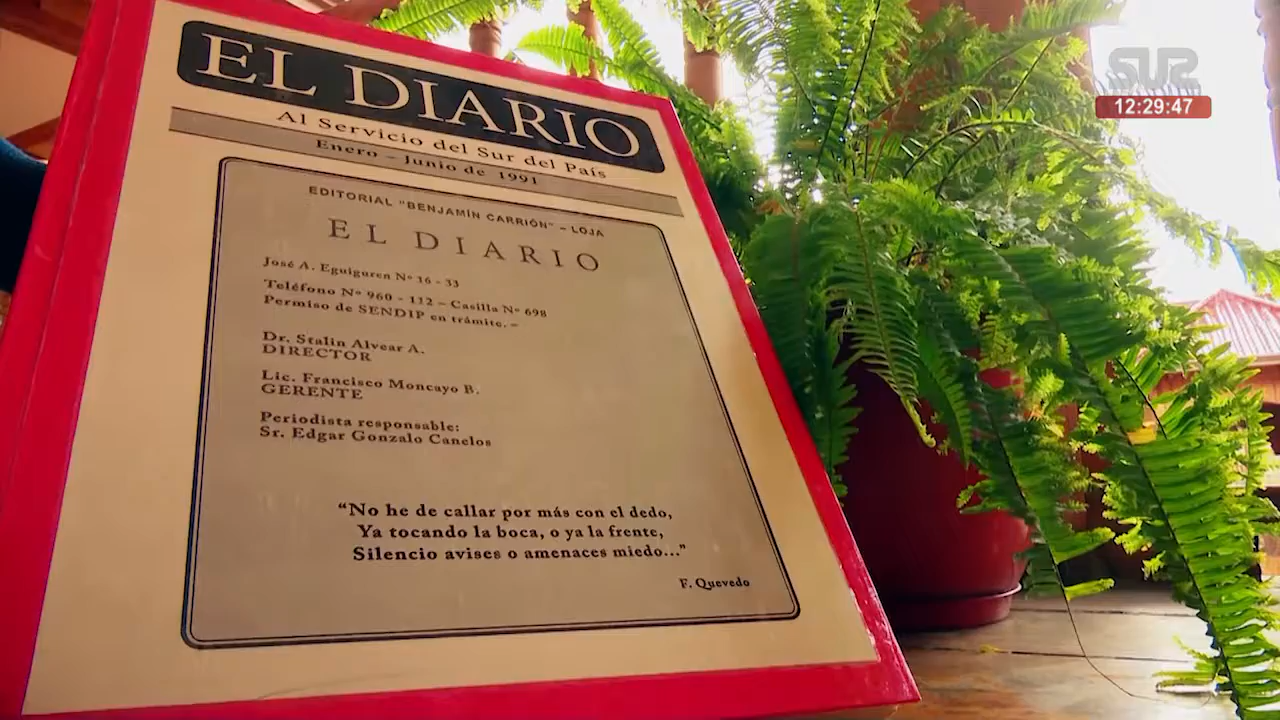 EL DIARIO
Al Servicio del Sur del País
Enero – Junio de 1991
EDITORIAL "BENJAMÍN CARRIÓN" – LOJA
EL DIARIO
José A. Eguiguren Nº 16 - 33
Teléfono Nº 960 - 112 – Casilla Nº 698
Permiso de SENDIP en trámite. –
Dr. Stalin Alvear A.
DIRECTOR
Lic. Francisco Moncayo B.
GERENTE
Periodista responsable:
Sr. Edgar Gonzalo Canelos
“No he de callar por más con el dedo,
Ya tocando la boca, o ya la frente,
Silencio avises o amenaces miedo...”
F. Quevedo
SUR
12:29:47